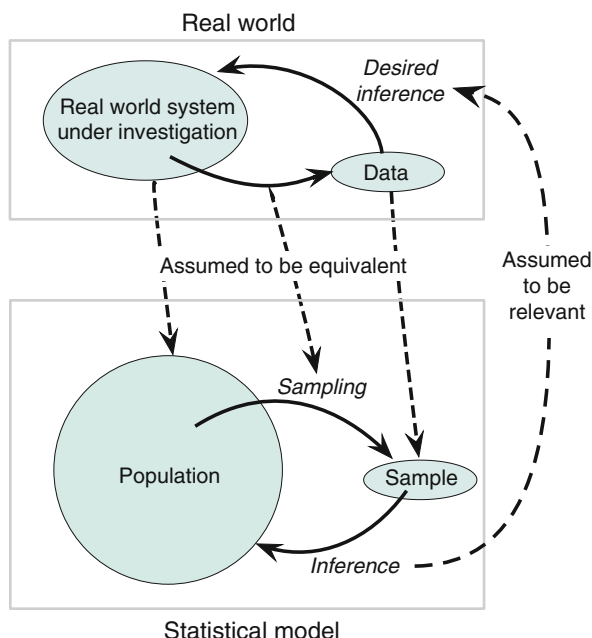 Real world
Desired
inference
Real world system
under investigation
Data
Assumed to be equivalent
Assumed
to be
relevant
Sampling
Population
Sample
Inference
Statistical model